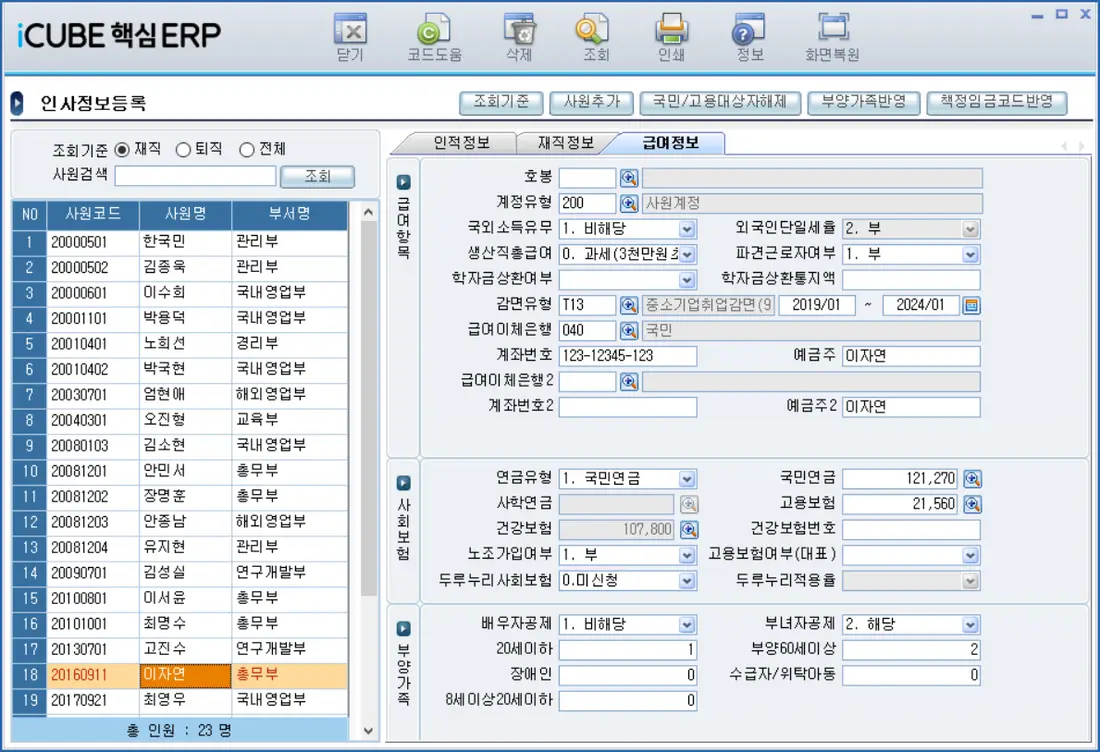 iCUBE 핵심ERP
닫기 코드도움 삭제 조회 인쇄 정보 화면복원
인사정보등록
조회기준 사원추가 국민/고용대상자해제 부양가족반영 책정임금코드반영
조회기준 재직 퇴직 전체
사원검색 조회
NO 사원코드 사원명 부서명
1 20000501 한국민 관리부
2 20000502 김종욱 관리부
3 20000601 이수희 국내영업부
4 20001101 박용덕 국내영업부
5 20010401 노희선 경리부
6 20010402 박국현 국내영업부
7 20030701 엄현애 해외영업부
8 20040301 오진형 교육부
9 20080103 김소현 국내영업부
10 20081201 안민서 총무부
11 20081202 장명훈 총무부
12 20081203 안종남 해외영업부
13 20081204 유지현 관리부
14 20090701 김성실 연구개발부
15 20100801 이서윤 총무부
16 20101001 최명수 총무부
17 20130701 고진수 연구개발부
18 20160911 이자연 총무부
19 20170921 최영우 국내영업부
총 인원 : 23 명
인적정보 재직정보 급여정보
급여항목
호봉
계정유형 200 사원계정
국외소득유무 1. 비해당 외국인단일세율 2. 부
생산직총급여 0. 과세(3천만원 초 파견근로자여부 1. 부
학자금상환여부 학자금상환통지액
감면유형 T13 중소기업취업감면(9 2019/01 ~ 2024/01
급여이체은행 040 국민
계좌번호 123-12345-123 예금주 이자연
급여이체은행2
계좌번호2 예금주2 이자연
사회보험
연금유형 1. 국민연금 국민연금 121,270
사학연금 고용보험 21,560
건강보험 107,800 건강보험번호
노조가입여부 1. 부 고용보험여부(대표)
두루누리사회보험 0.미신청 두루누리적용율
부양가족
배우자공제 1. 비해당 부녀자공제 2. 해당
20세이하 1 부양60세이상 2
장애인 0 수급자/위탁아동 0
8세이상20세이하 0